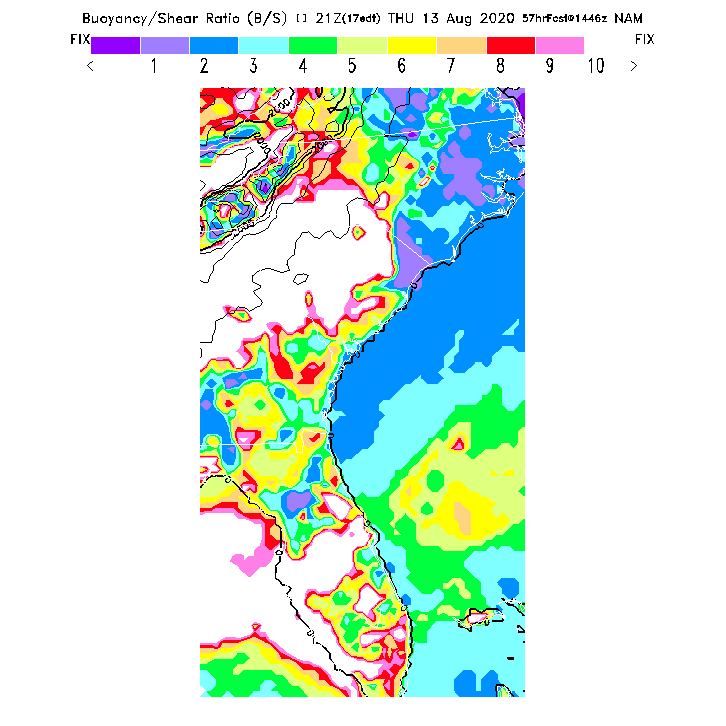 Buoyancy/Shear Ratio (B/S) [] 21Z(17edt) THU 13 Aug 2020 57hrFcst@1446z NAM
FIX FIX
< 1 2 3 4 5 6 7 8 9 10 >